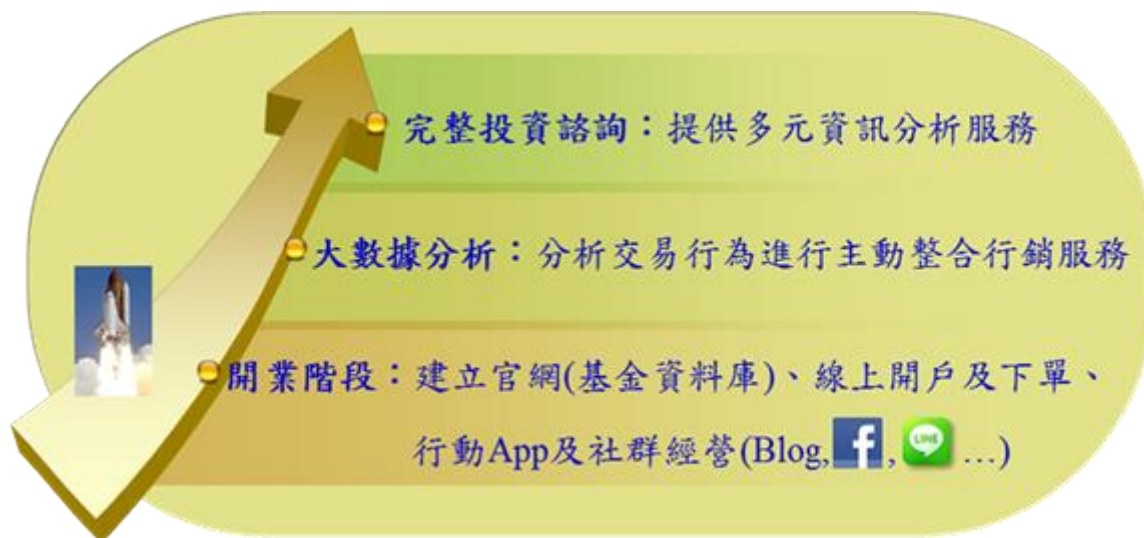 完整投資諮詢：提供多元資訊分析服務
大數據分析：分析交易行為進行主動整合行銷服務
開業階段：建立官網(基金資料庫)、線上開戶及下單、
行動App及社群經營(Blog,f,LINE…)